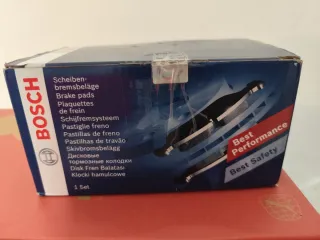 BOSCH
Scheiben-
bremsbeläge
Brake pads
Plaquettes
de frein
Schijfremsysteem
Pastiglie freno
Pastillas de freno
Pastilhas de travão
Skivbromsbelägg
Дисковые
тормозные колодки
Disk Fren Balatası
Klocki hamulcowe
1 Set
Best
Performance
Best Safety